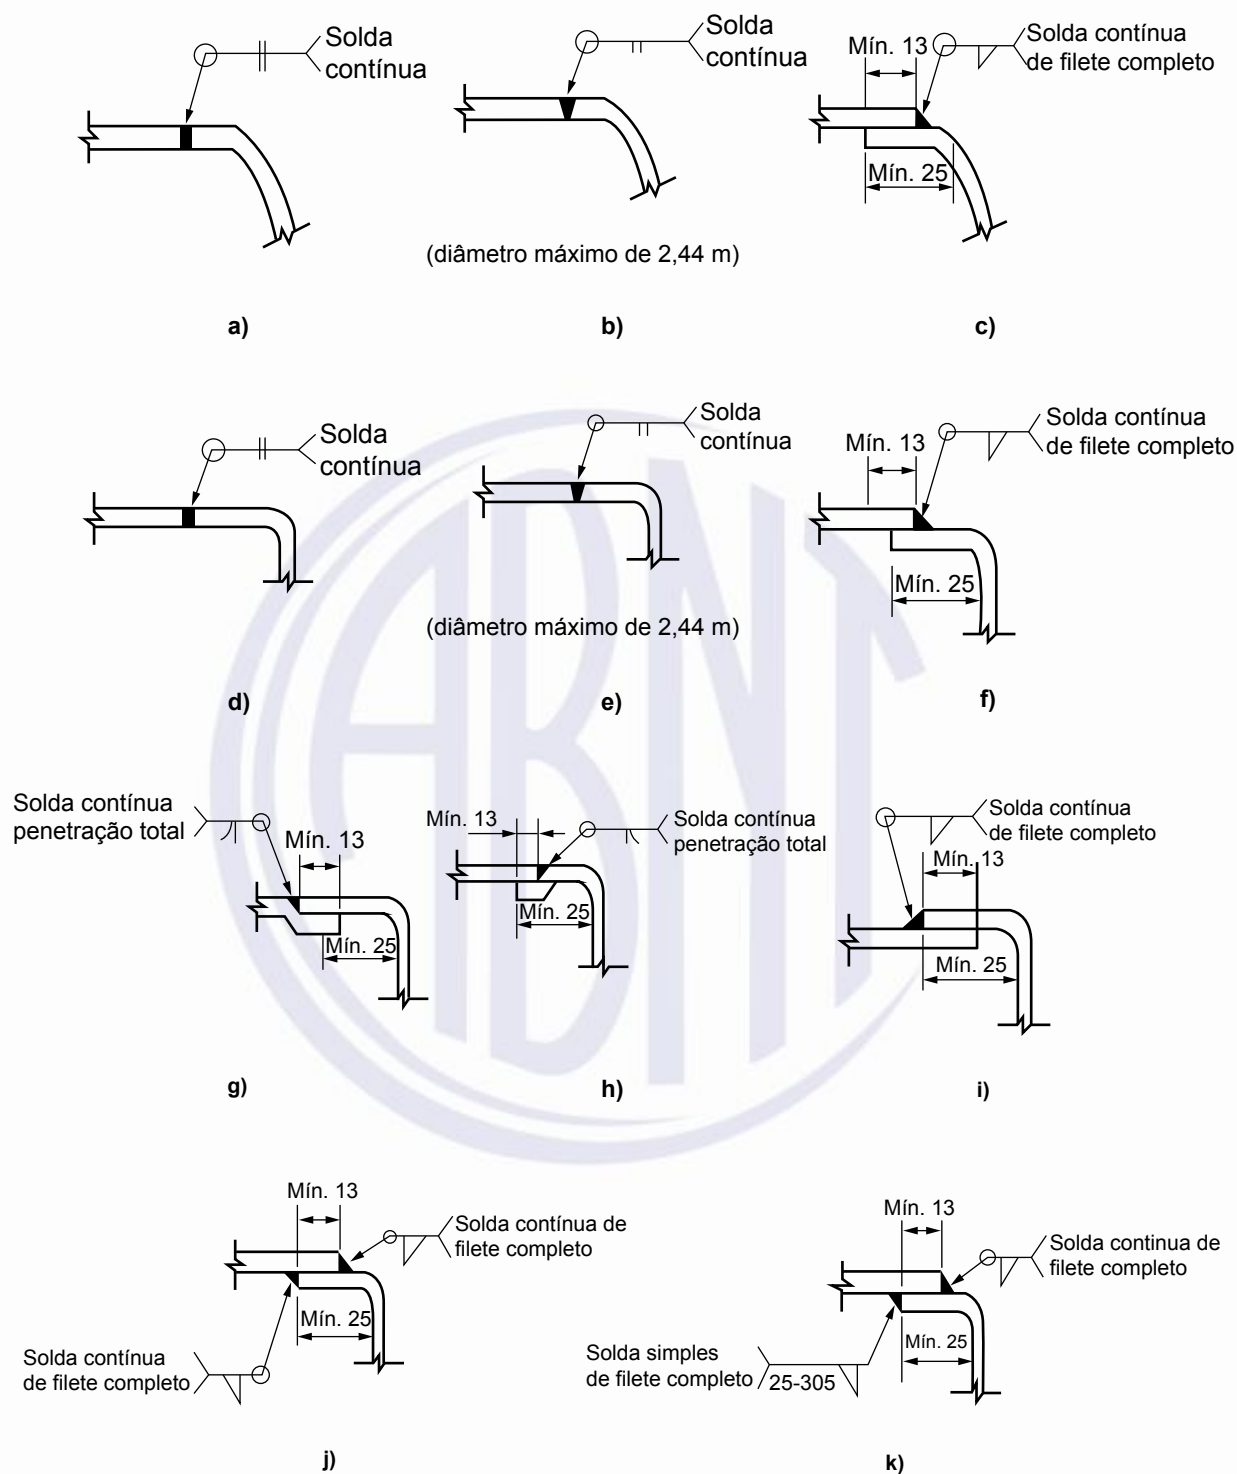 Solda
contínua
Solda
contínua
Mín. 13
Solda contínua
de filete completo
Mín. 25
(diâmetro máximo de 2,44 m)
a)
b)
c)
Solda
contínua
Solda
contínua
Mín. 13
Solda contínua
de filete completo
Mín. 25
(diâmetro máximo de 2,44 m)
d)
e)
f)
Solda contínua
penetração total
Mín. 13
Mín. 25
Mín. 13
Solda contínua
penetração total
Mín. 25
Solda contínua
de filete completo
Mín. 13
Mín. 25
ABNT
g)
h)
i)
Mín. 13
Solda contínua de
filete completo
Mín. 25
Solda contínua
de filete completo
Mín. 13
Solda continua de
filete completo
Mín. 25
Solda simples
de filete completo
25-305
j)
k)